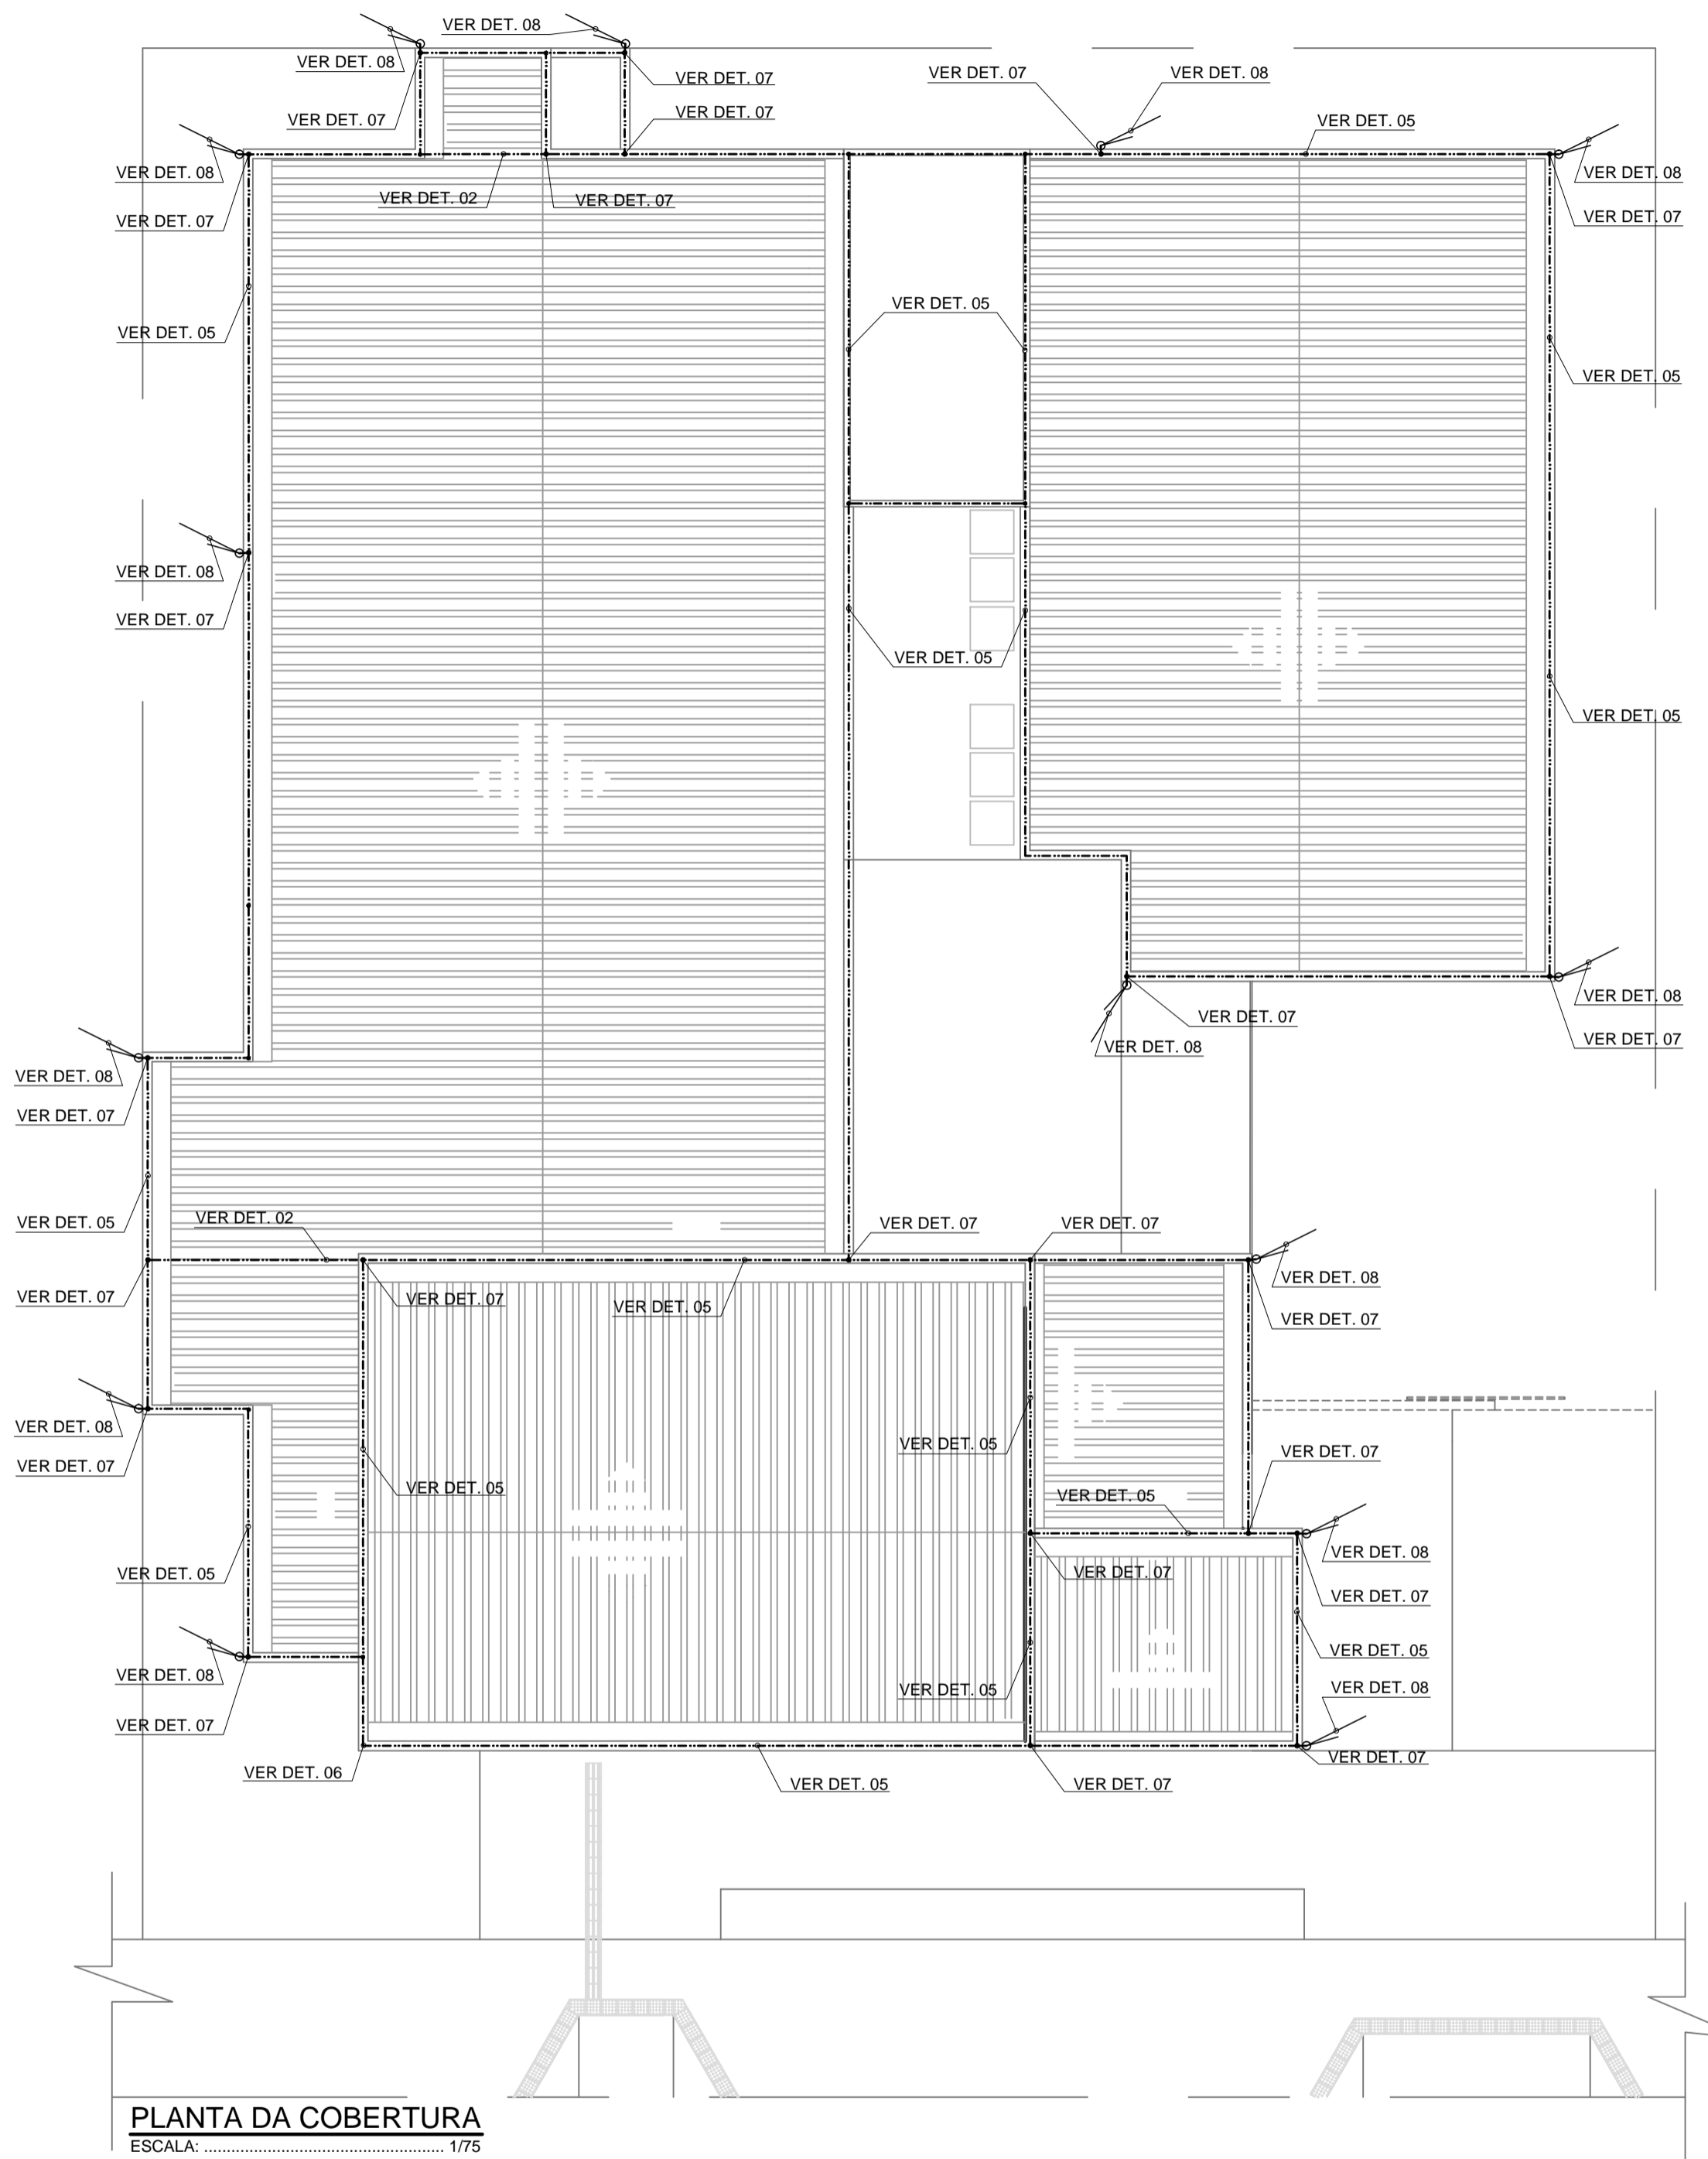 VER DET. 08
VER DET. 08
VER DET. 07
VER DET. 08
VER DET. 07
VER DET. 07
VER DET. 07
VER DET. 05
VER DET. 08
VER DET. 08
VER DET. 02
VER DET. 07
VER DET. 07
VER DET. 07
VER DET. 05
VER DET. 05
VER DET. 05
VER DET. 08
VER DET. 07
VER DET. 05
VER DET. 05
VER DET. 08
VER DET. 07
VER DET. 07
VER DET. 08
VER DET. 08
VER DET. 07
VER DET. 05
VER DET. 02
VER DET. 07
VER DET. 07
VER DET. 08
VER DET. 07
VER DET. 07
VER DET. 05
VER DET. 07
VER DET. 08
VER DET. 05
VER DET. 07
VER DET. 07
VER DET. 05
VER DET. 05
VER DET. 08
VER DET. 05
VER DET. 07
VER DET. 07
VER DET. 05
VER DET. 08
VER DET. 05
VER DET. 08
VER DET. 07
VER DET. 07
VER DET. 06
VER DET. 05
VER DET. 07
PLANTA DA COBERTURA
ESCALA: ..................................................... 1/75